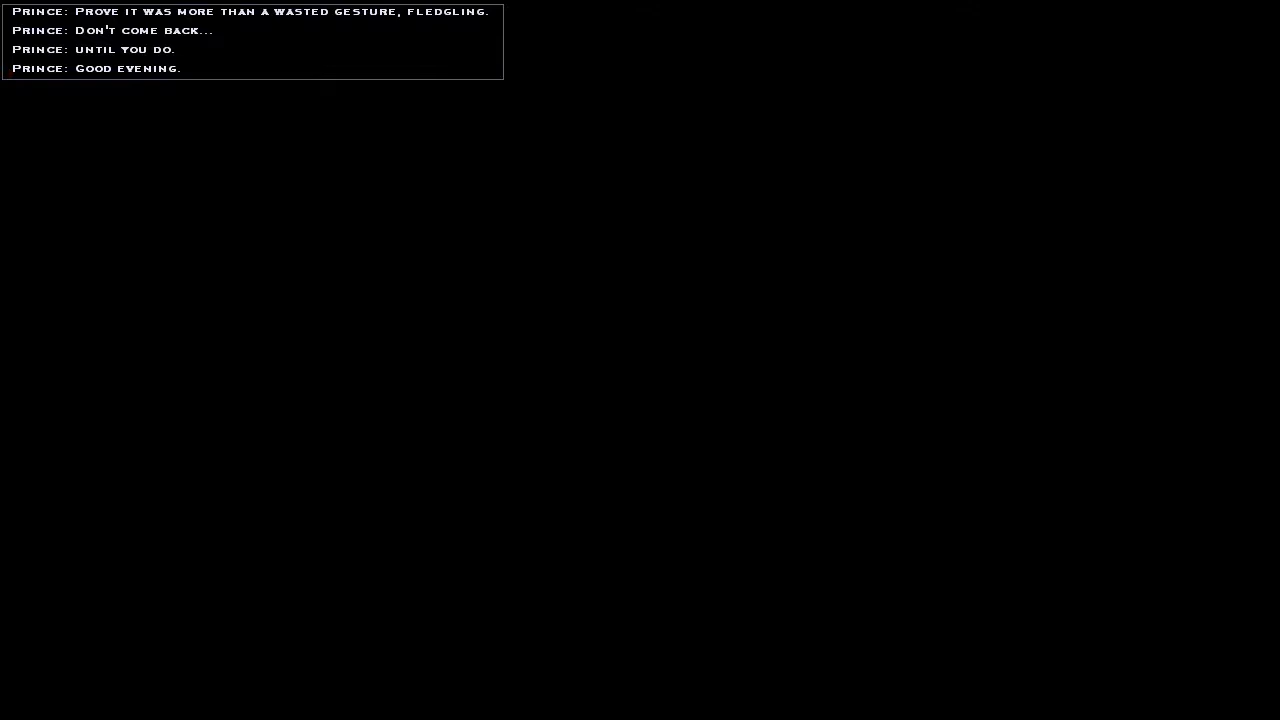 Prince: Prove it was more than a wasted gesture, fledgling.
Prince: Don't come back...
Prince: until you do.
Prince: Good evening.